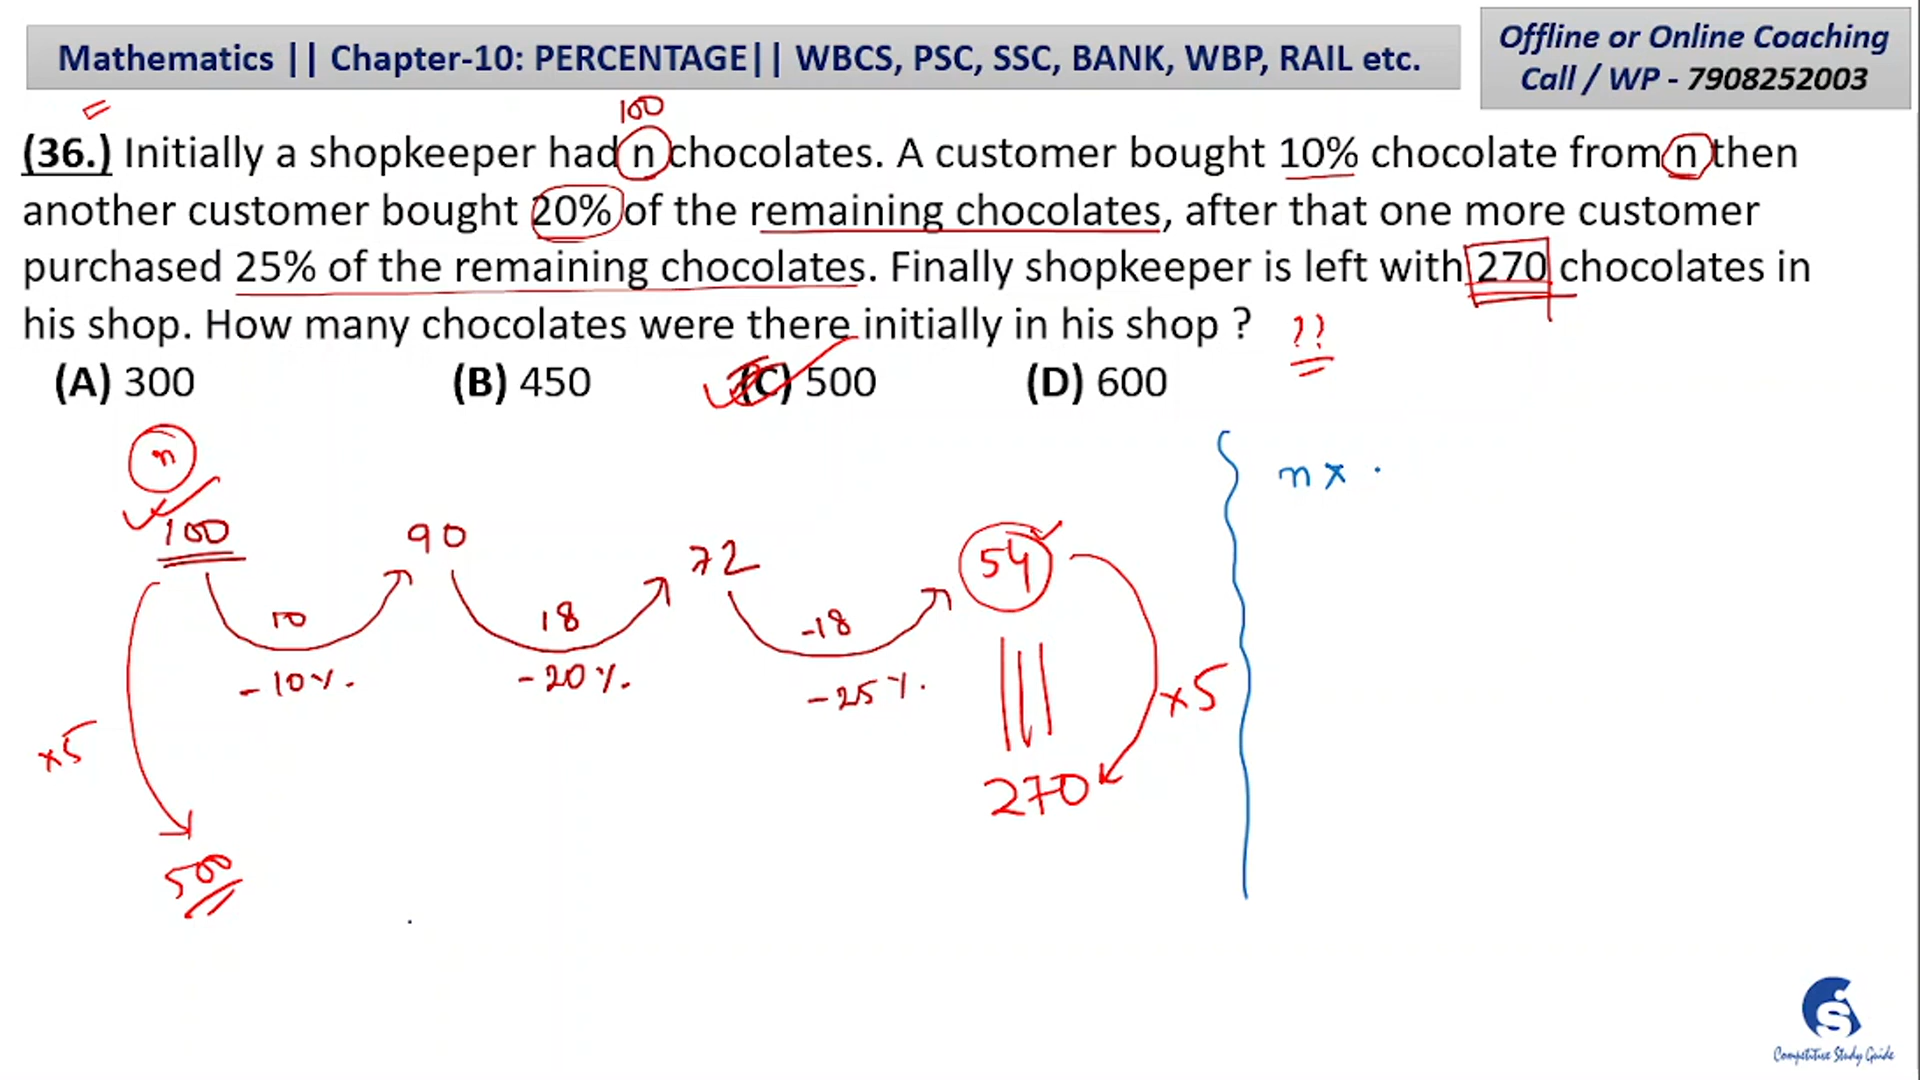 Mathematics || Chapter-10: PERCENTAGE|| WBCS, PSC, SSC, BANK, WBP, RAIL etc.
Offline or Online Coaching
Call / WP - 7908252003
100
(36.) Initially a shopkeeper had n chocolates. A customer bought 10% chocolate from n then
another customer bought 20% of the remaining chocolates, after that one more customer
purchased 25% of the remaining chocolates. Finally shopkeeper is left with 270 chocolates in
his shop. How many chocolates were there initially in his shop ? ??
(A) 300 (B) 450 (C) 500 (D) 600
n
n x .
100 90 72 54
10 18 -18
-10%. -20%. -25%.
x5 x5
270
500
Competitive Study Guide